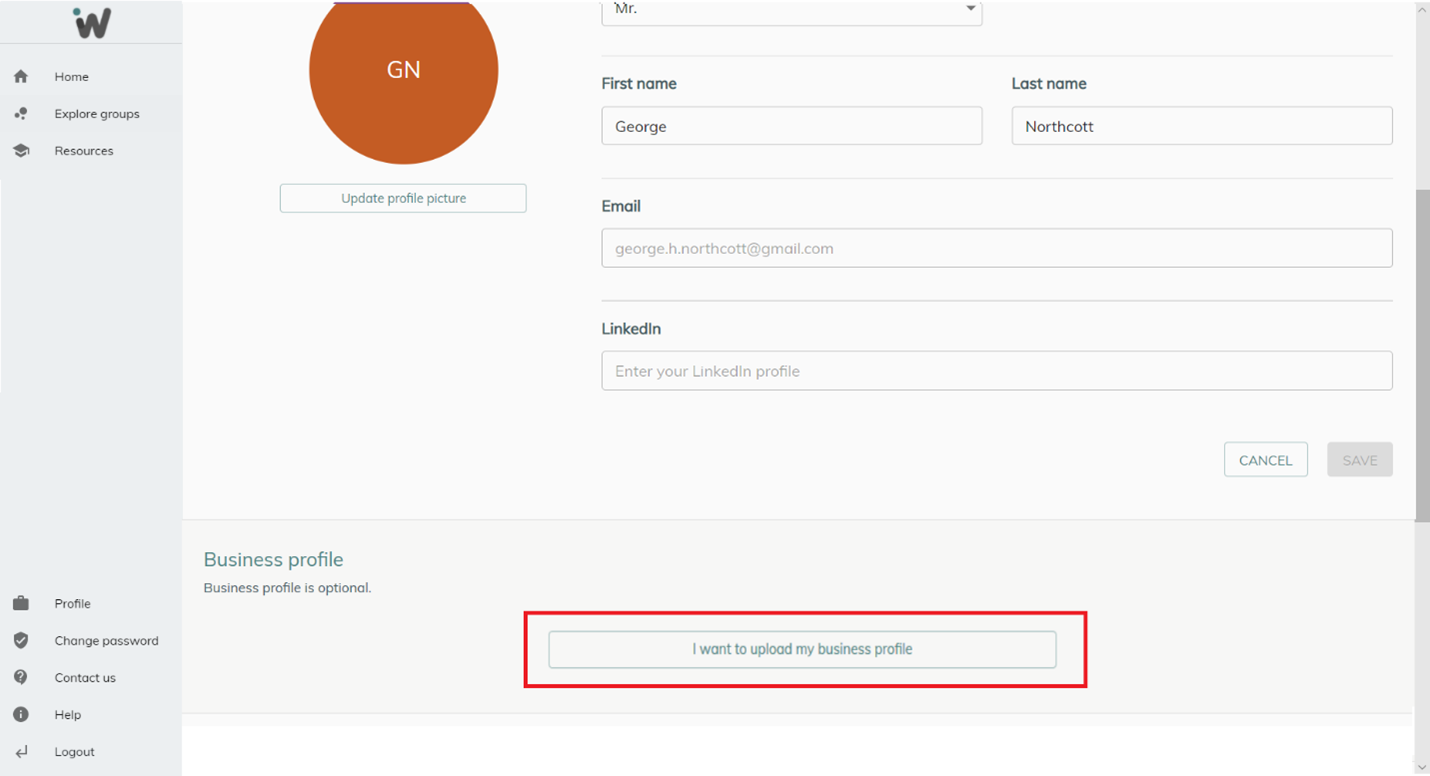 iW
Home
Explore groups
Resources
Profile
Change password
Contact us
Help
Logout
GN
Update profile picture
Mr.
First name
Last name
George
Northcott
Email
george.h.northcott@gmail.com
LinkedIn
Enter your LinkedIn profile
CANCEL
SAVE
Business profile
Business profile is optional.
I want to upload my business profile